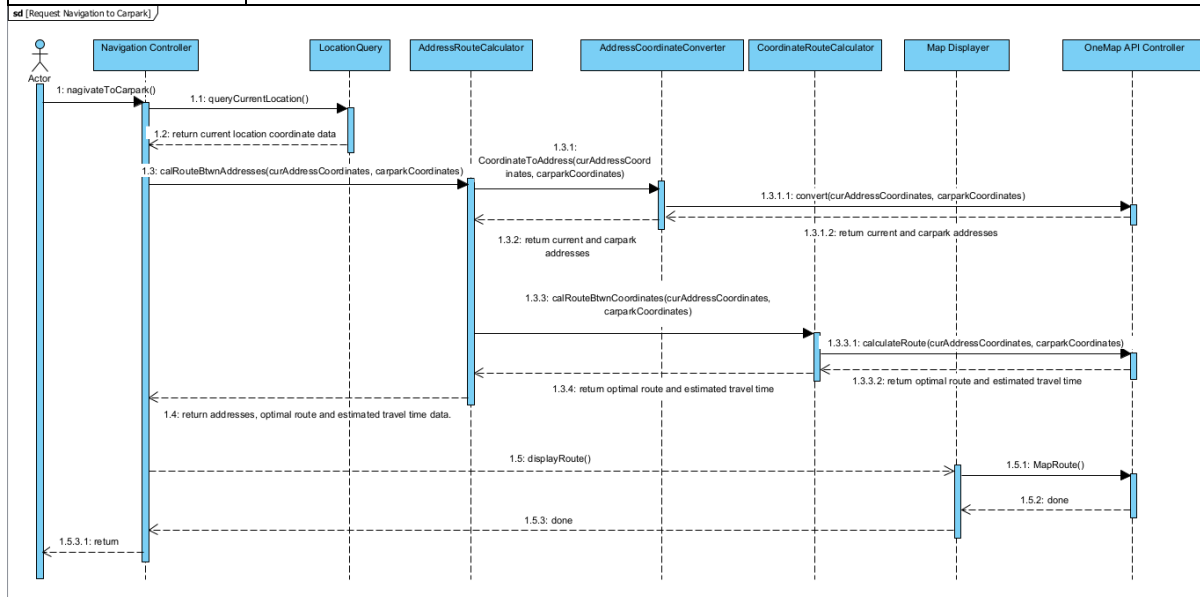 sd [Request Navigation to Carpark]
Navigation Controller
LocationQuery
AddressRouteCalculator
AddressCoordinateConverter
CoordinateRouteCalculator
Map Displayer
OneMap API Controller
Actor
1: nagivateToCarpark()
1.1: queryCurrentLocation()
1.2: return current location coordinate data
1.3: calRouteBtwnAddresses(curAddressCoordinates, carparkCoordinates)
1.3.1:
CoordinateToAddress(curAddressCoord
inates, carparkCoordinates)
1.3.1.1: convert(curAddressCoordinates, carparkCoordinates)
1.3.1.2: return current and carpark addresses
1.3.2: return current and carpark
addresses
1.3.3: calRouteBtwnCoordinates(curAddressCoordinates,
carparkCoordinates)
1.3.3.1: calculateRoute(curAddressCoordinates, carparkCoordinates)
1.3.3.2: return optimal route and estimated travel time
1.3.4: return optimal route and estimated travel time
1.4: return addresses, optimal route and estimated travel time data.
1.5: displayRoute()
1.5.1: MapRoute()
1.5.2: done
1.5.3: done
1.5.3.1: return